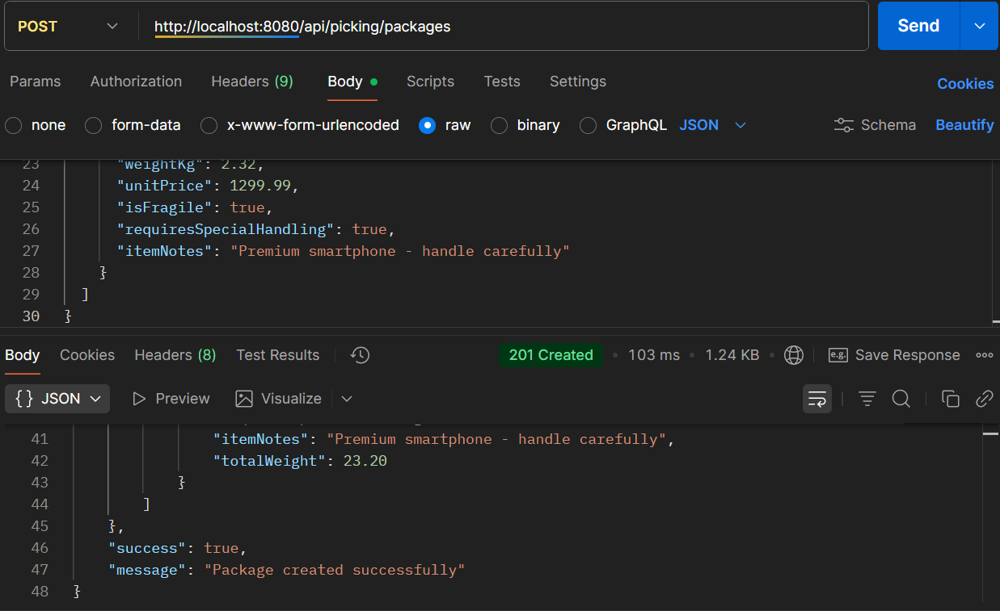 POST http://localhost:8080/api/picking/packages Send
Params Authorization Headers (9) Body Scripts Tests Settings Cookies
none form-data x-www-form-urlencoded raw binary GraphQL JSON Schema Beautify
23 "weightKg": 2.32,
24 "unitPrice": 1299.99,
25 "isFragile": true,
26 "requiresSpecialHandling": true,
27 "itemNotes": "Premium smartphone - handle carefully"
28 }
29 ]
30 }
Body Cookies Headers (8) Test Results 201 Created 103 ms 1.24 KB e.g. Save Response
{} JSON Preview Visualize
41 "itemNotes": "Premium smartphone - handle carefully",
42 "totalWeight": 23.20
43 }
44 ]
45 },
46 "success": true,
47 "message": "Package created successfully"
48 }